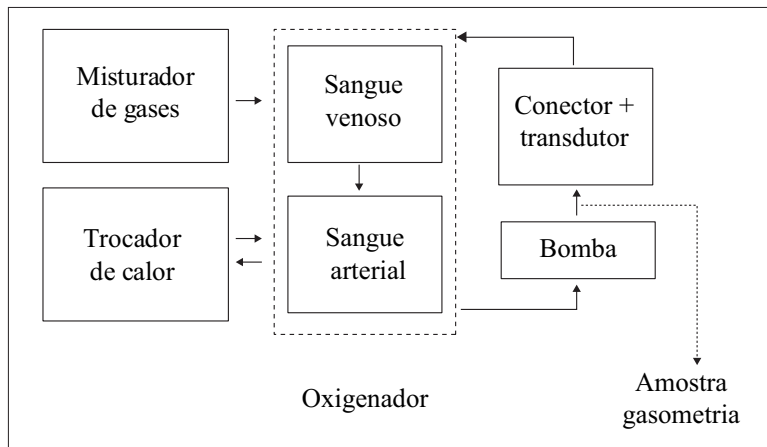 Misturador
de gases
Sangue
venoso
Conector +
transdutor
Trocador
de calor
Sangue
arterial
Bomba
Oxigenador
Amostra
gasometria